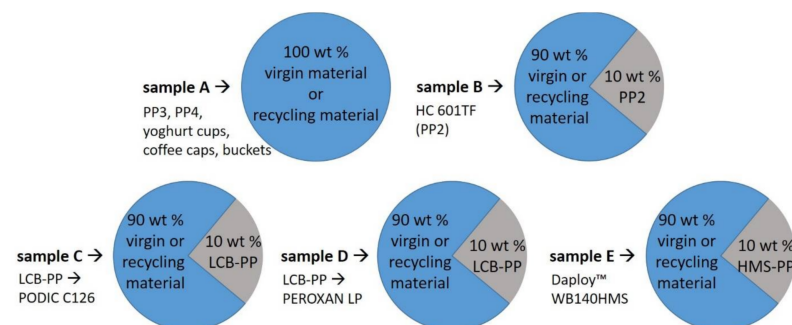 100 wt %
virgin material
or
recycling material
sample A →
PP3, PP4,
yoghurt cups,
coffee caps, buckets
90 wt %
virgin or
recycling
material
10 wt %
PP2
sample B →
HC 601TF
(PP2)
90 wt %
virgin or
recycling
material
10 wt %
LCB-PP
sample C →
LCB-PP →
PODIC C126
90 wt %
virgin or
recycling
material
10 wt %
LCB-PP
sample D →
LCB-PP →
PEROXAN LP
90 wt %
virgin or
recycling
material
10 wt %
HMS-PP
sample E →
Daploy™
WB140HMS